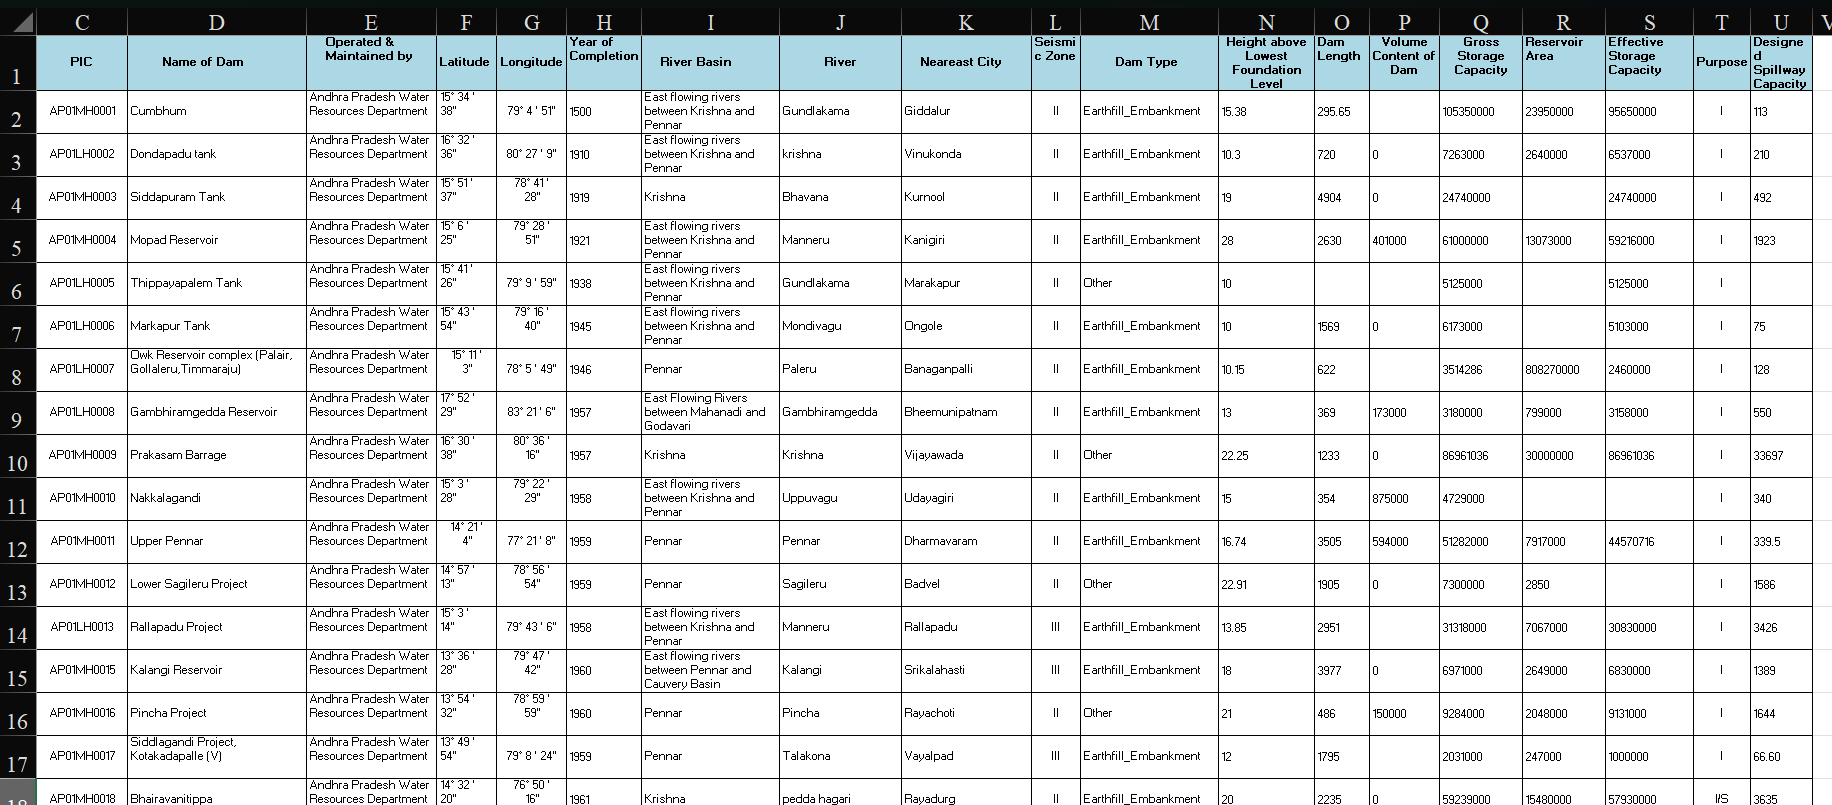 C D E F G H I J K L M N O P Q R S T U V
1 PIC Name of Dam Operated & Maintained by Latitude Longitude Year of Completion River Basin River Neareast City Seismi c Zone Dam Type Height above Lowest Foundation Level Dam Length Volume Content of Dam Gross Storage Capacity Reservoir Area Effective Storage Capacity Purpose Designe d Spillway Capacity
2 AP01MH0001 Cumbhum Andhra Pradesh Water Resources Department 15° 34 ' 38" 79° 4 ' 51" 1500 East flowing rivers between Krishna and Pennar Gundlakama Giddalur II Earthfill_Embankment 15.38 295.65 105350000 23950000 95650000 I 113
3 AP01LH0002 Dondapadu tank Andhra Pradesh Water Resources Department 16° 32 ' 36" 80° 27 ' 9" 1910 East flowing rivers between Krishna and Pennar krishna Vinukonda II Earthfill_Embankment 10.3 720 0 7263000 2640000 6537000 I 210
4 AP01MH0003 Siddapuram Tank Andhra Pradesh Water Resources Department 15° 51 ' 37" 78° 41 ' 28" 1919 Krishna Bhavana Kurnool II Earthfill_Embankment 19 4904 0 24740000 24740000 I 492
5 AP01MH0004 Mopad Reservoir Andhra Pradesh Water Resources Department 15° 6 ' 25" 79° 28 ' 51" 1921 East flowing rivers between Krishna and Pennar Manneru Kanigiri II Earthfill_Embankment 28 2630 401000 61000000 13073000 59216000 I 1923
6 AP01LH0005 Thippayapalem Tank Andhra Pradesh Water Resources Department 15° 41 ' 26" 79° 9 ' 59" 1938 East flowing rivers between Krishna and Pennar Gundlakama Marakapur II Other 10 5125000 5125000 I
7 AP01LH0006 Markapur Tank Andhra Pradesh Water Resources Department 15° 43 ' 54" 79° 16 ' 40" 1945 East flowing rivers between Krishna and Pennar Mondivagu Ongole II Earthfill_Embankment 10 1569 0 6173000 5103000 I 75
8 AP01LH0007 Owk Reservoir complex (Palair, Gollaleru,Timmaraju) Andhra Pradesh Water Resources Department 15° 11 ' 3" 78° 5 ' 49" 1946 Pennar Paleru Banaganpalli II Earthfill_Embankment 10.15 622 3514286 808270000 2460000 I 128
9 AP01LH0008 Gambhiramgedda Reservoir Andhra Pradesh Water Resources Department 17° 52 ' 29" 83° 21 ' 6" 1957 East Flowing Rivers between Mahanadi and Godavari Gambhiramgedda Bheemunipatnam II Earthfill_Embankment 13 369 173000 3180000 799000 3158000 I 550
10 AP01MH0009 Prakasam Barrage Andhra Pradesh Water Resources Department 16° 30 ' 38" 80° 36 ' 16" 1957 Krishna Krishna Vijayawada II Other 22.25 1233 0 86961036 30000000 86961036 I 33697
11 AP01MH0010 Nakkalagandi Andhra Pradesh Water Resources Department 15° 3 ' 28" 79° 22 ' 29" 1958 East flowing rivers between Krishna and Pennar Uppuvagu Udayagiri II Earthfill_Embankment 15 354 875000 4729000 I 340
12 AP01MH0011 Upper Pennar Andhra Pradesh Water Resources Department 14° 21 ' 4" 77° 21 ' 8" 1959 Pennar Pennar Dharmavaram II Earthfill_Embankment 16.74 3505 594000 51282000 7917000 44570716 I 339.5
13 AP01MH0012 Lower Sagileru Project Andhra Pradesh Water Resources Department 14° 57 ' 13" 78° 56 ' 54" 1959 Pennar Sagileru Badvel II Other 22.91 1905 0 7300000 2850 I 1586
14 AP01LH0013 Rallapadu Project Andhra Pradesh Water Resources Department 15° 3 ' 14" 79° 43 ' 6" 1958 East flowing rivers between Krishna and Pennar Manneru Rallapadu III Earthfill_Embankment 13.85 2951 31318000 7067000 30830000 I 3426
15 AP01MH0015 Kalangi Reservoir Andhra Pradesh Water Resources Department 13° 36 ' 28" 79° 47 ' 42" 1960 East flowing rivers between Pennar and Cauvery Basin Kalangi Srikalahasti III Earthfill_Embankment 18 3977 0 6971000 2649000 6830000 I 1389
16 AP01MH0016 Pincha Project Andhra Pradesh Water Resources Department 13° 54 ' 32" 78° 59 ' 59" 1960 Pennar Pincha Rayachoti II Other 21 486 150000 9284000 2048000 9131000 I 1644
17 AP01MH0017 Siddlagandi Project, Kotakadapalle (V) Andhra Pradesh Water Resources Department 13° 49 ' 54" 79° 8 ' 24" 1959 Pennar Talakona Vayalpad III Earthfill_Embankment 12 1795 2031000 247000 1000000 I 66.60
18 AP01MH0018 Bhairavanitippa Andhra Pradesh Water Resources Department 14° 32 ' 20" 76° 50 ' 16" 1961 Krishna pedda hagari Rayadurg II Earthfill_Embankment 20 2235 0 59239000 15480000 57930000 I/S 3635